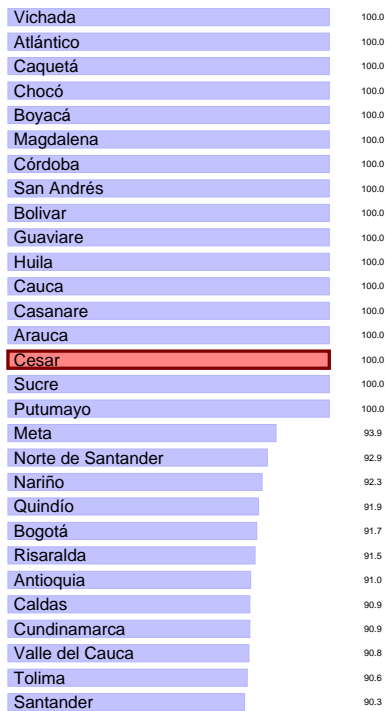 Vichada 100.0
Atlántico 100.0
Caquetá 100.0
Chocó 100.0
Boyacá 100.0
Magdalena 100.0
Córdoba 100.0
San Andrés 100.0
Bolivar 100.0
Guaviare 100.0
Huila 100.0
Cauca 100.0
Casanare 100.0
Arauca 100.0
Cesar 100.0
Sucre 100.0
Putumayo 100.0
Meta 93.9
Norte de Santander 92.9
Nariño 92.3
Quindío 91.9
Bogotá 91.7
Risaralda 91.5
Antioquia 91.0
Caldas 90.9
Cundinamarca 90.9
Valle del Cauca 90.8
Tolima 90.6
Santander 90.3